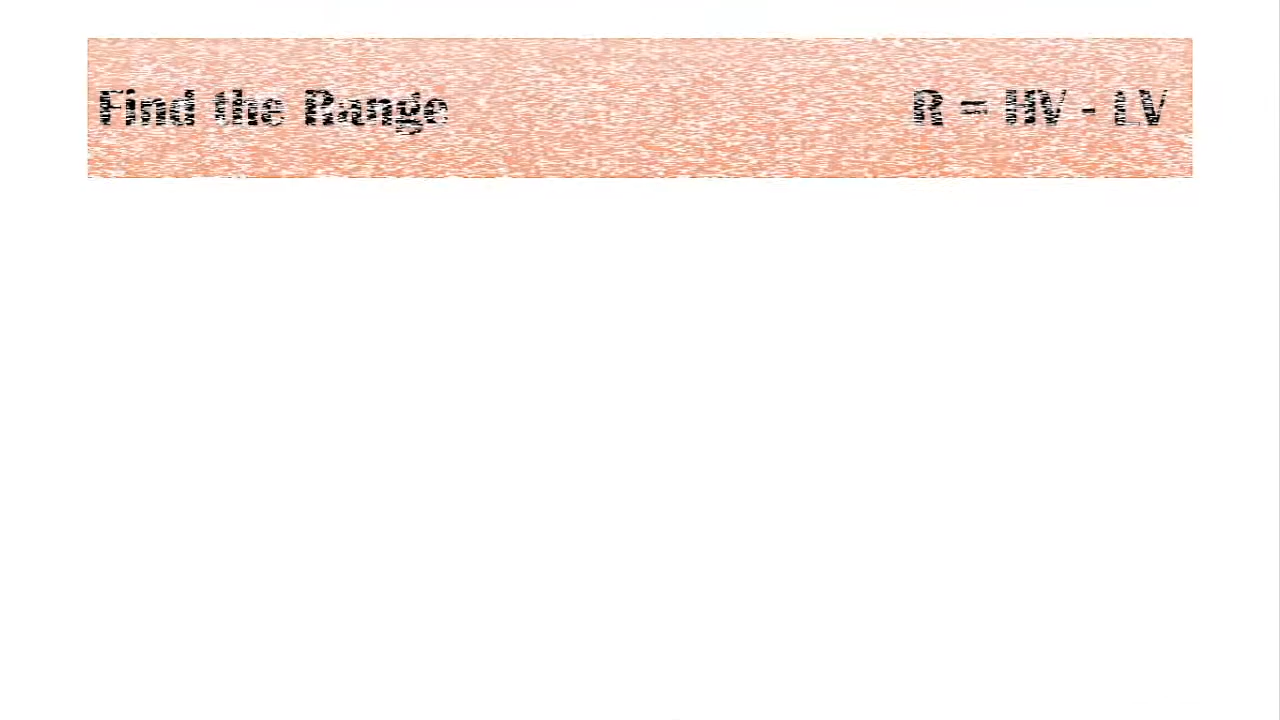 Find the Range R = HV - LV